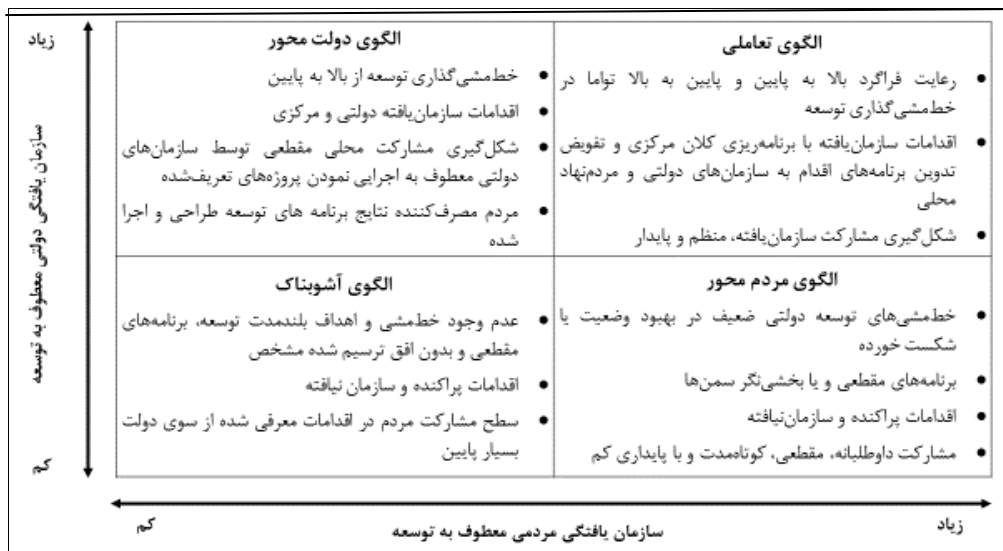 زیاد
سازمان یافتگی دولتی معطوف به توسعه
کم
الگوی تعاملی
رعایت فراگرد بالا به پایین و پایین به بالا تواما در
خط‌مشی‌گذاری توسعه
اقدامات سازمان‌یافته با برنامه‌ریزی کلان مرکزی و تفویض
تدوین برنامه‌های اقدام به سازمان‌های دولتی و مردم‌نهاد
محلی
شکل‌گیری مشارکت سازمان‌یافته، منظم و پایدار
الگوی دولت محور
خط‌مشی‌گذاری توسعه از بالا به پایین
اقدامات سازمان‌یافته دولتی و مرکزی
شکل‌گیری مشارکت محلی مقطعی توسط سازمان‌های
دولتی معطوف به اجرایی نمودن پروژه‌های تعریف‌شده
مردم مصرف‌کننده نتایج برنامه های توسعه طراحی و اجرا
شده
الگوی مردم محور
خط‌مشی‌های توسعه دولتی ضعیف در بهبود وضعیت یا
شکست خورده
برنامه‌های مقطعی و یا بخشی‌نگر سمن‌ها
اقدامات پراکنده و سازمان‌نیافته
مشارکت داوطلبانه، مقطعی، کوتاه‌مدت و با پایداری کم
الگوی آشوبناک
عدم وجود خط‌مشی و اهداف بلندمدت توسعه، برنامه‌های
مقطعی و بدون افق ترسیم شده مشخص
اقدامات پراکنده و سازمان نیافته
سطح مشارکت مردم در اقدامات معرفی شده از سوی دولت
بسیار پایین
زیاد
سازمان یافتگی مردمی معطوف به توسعه
کم